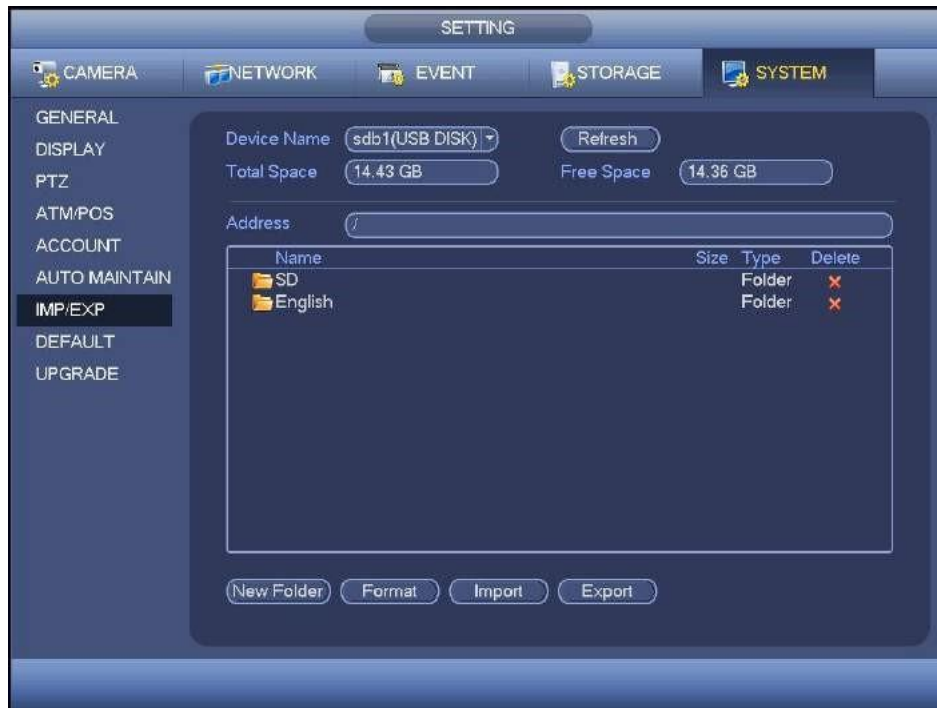 SETTING
CAMERA NETWORK EVENT STORAGE SYSTEM
GENERAL
DISPLAY
PTZ
ATM/POS
ACCOUNT
AUTO MAINTAIN
IMP/EXP
DEFAULT
UPGRADE
Device Name sdb1(USB DISK) Refresh
Total Space 14.43 GB Free Space 14.36 GB
Address /
Name Size Type Delete
SD Folder
English Folder
New Folder Format Import Export